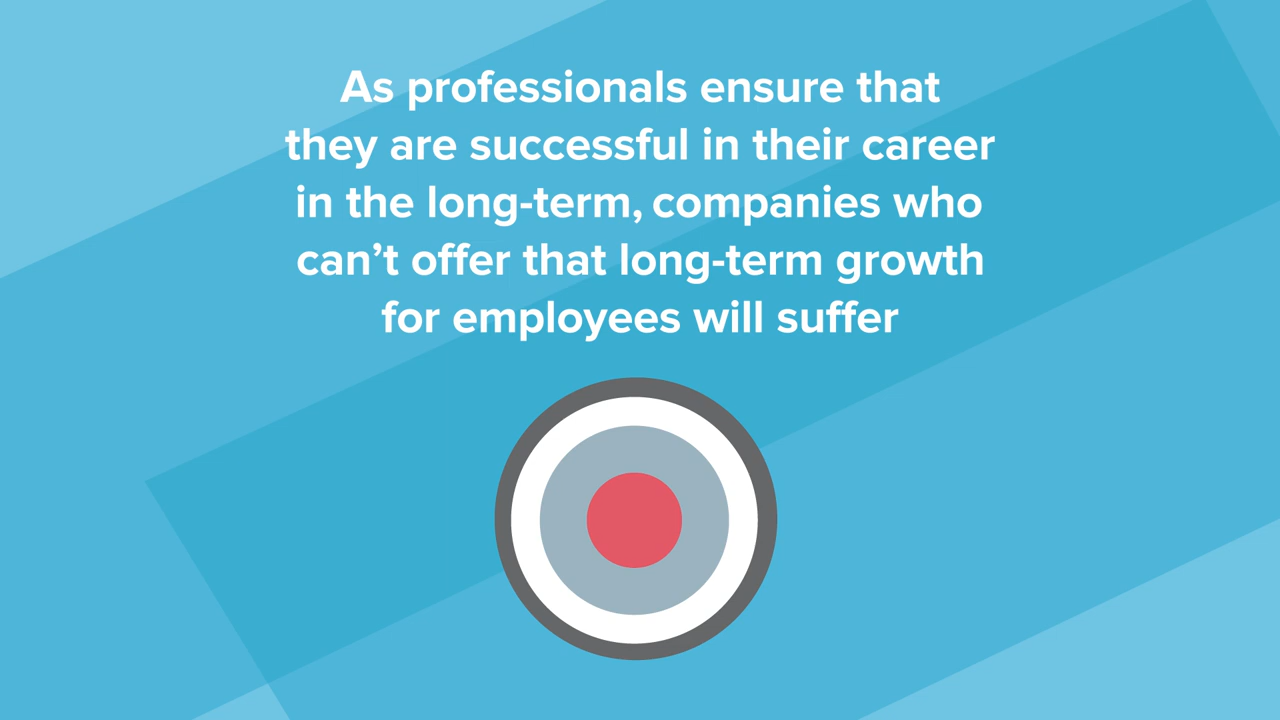 As professionals ensure that
they are successful in their career
in the long-term, companies who
can’t offer that long-term growth
for employees will suffer